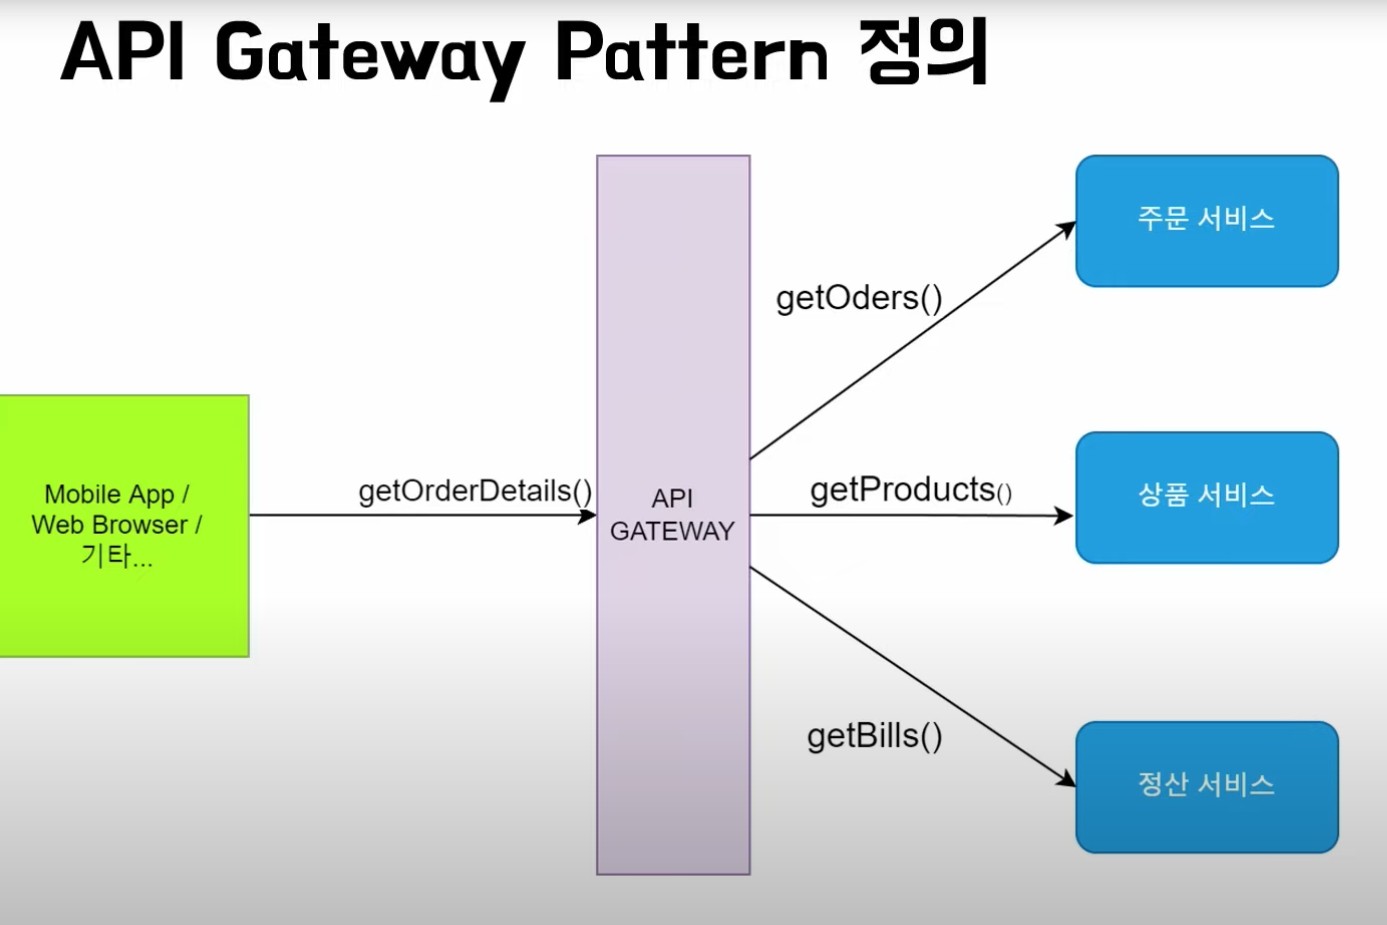 API Gateway Pattern 정의
주문 서비스
getOders()
Mobile App /
Web Browser /
기타...
getOrderDetails()
API
GATEWAY
getProducts()
상품 서비스
getBills()
정산 서비스